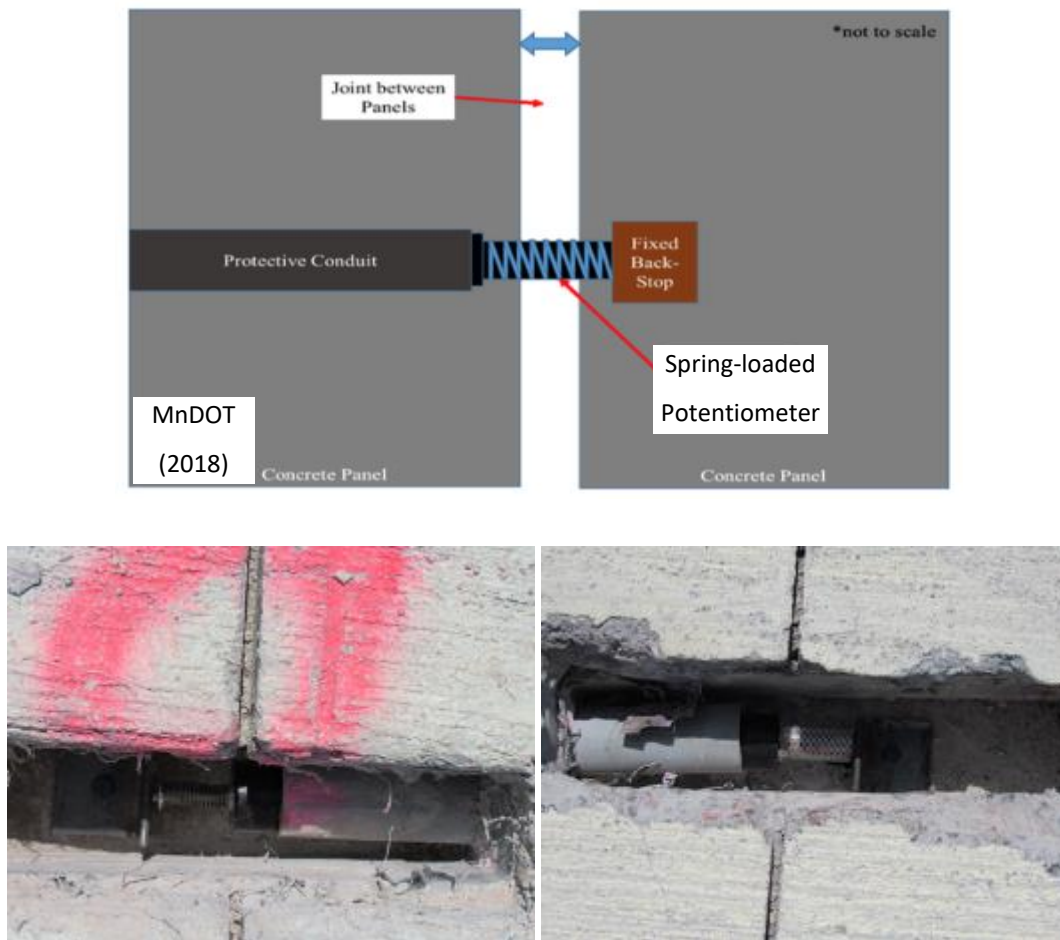 *not to scale
Joint between
Panels
Protective Conduit
Fixed
Back-
Stop
Spring-loaded
Potentiometer
MnDOT
(2018)
Concrete Panel
Concrete Panel